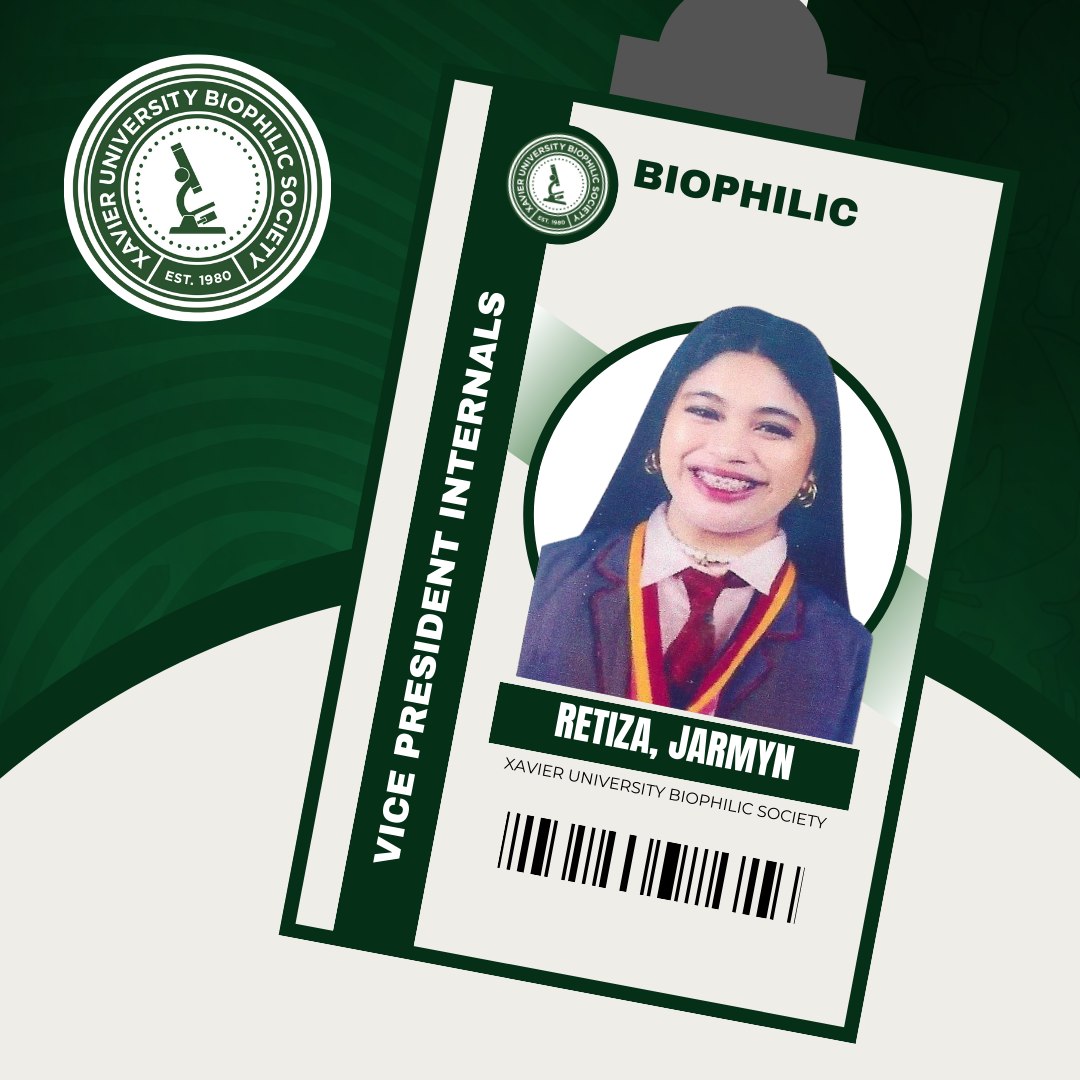 XAVIER UNIVERSITY BIOPHILIC SOCIETY
EST. 1980
XAVIER UNIVERSITY BIOPHILIC SOCIETY
EST. 1980
BIOPHILIC
VICE PRESIDENT INTERNALS
RETIZA, JARMYN
XAVIER UNIVERSITY BIOPHILIC SOCIETY